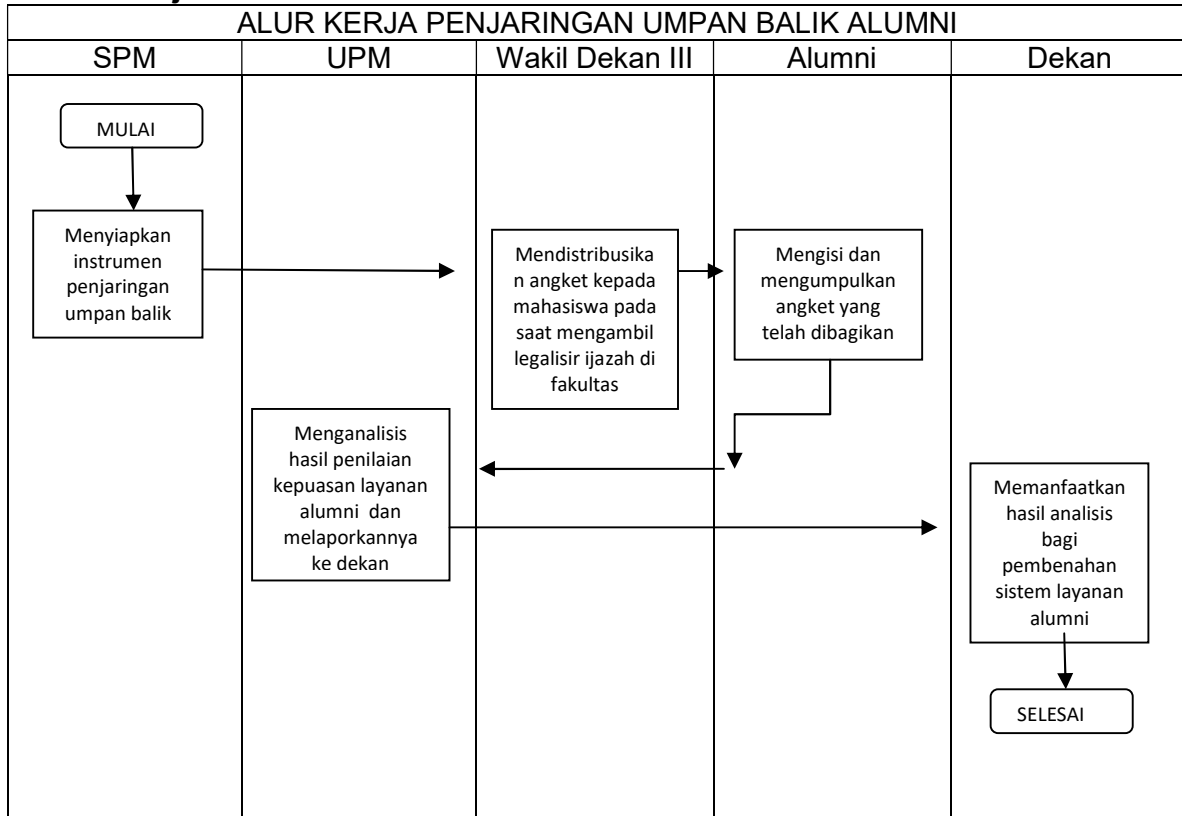 ALUR KERJA PENJARINGAN UMPAN BALIK ALUMNI
SPM
UPM
Wakil Dekan III
Alumni
Dekan
MULAI
Menyiapkan
instrumen
penjaringan
umpan balik
Mendistribusika
n angket kepada
mahasiswa pada
saat mengambil
legalisir ijazah di
fakultas
Mengisi dan
mengumpulkan
angket yang
telah dibagikan
Menganalisis
hasil penilaian
kepuasan layanan
alumni dan
melaporkannya
ke dekan
Memanfaatkan
hasil analisis
bagi
pembenahan
sistem layanan
alumni
SELESAI